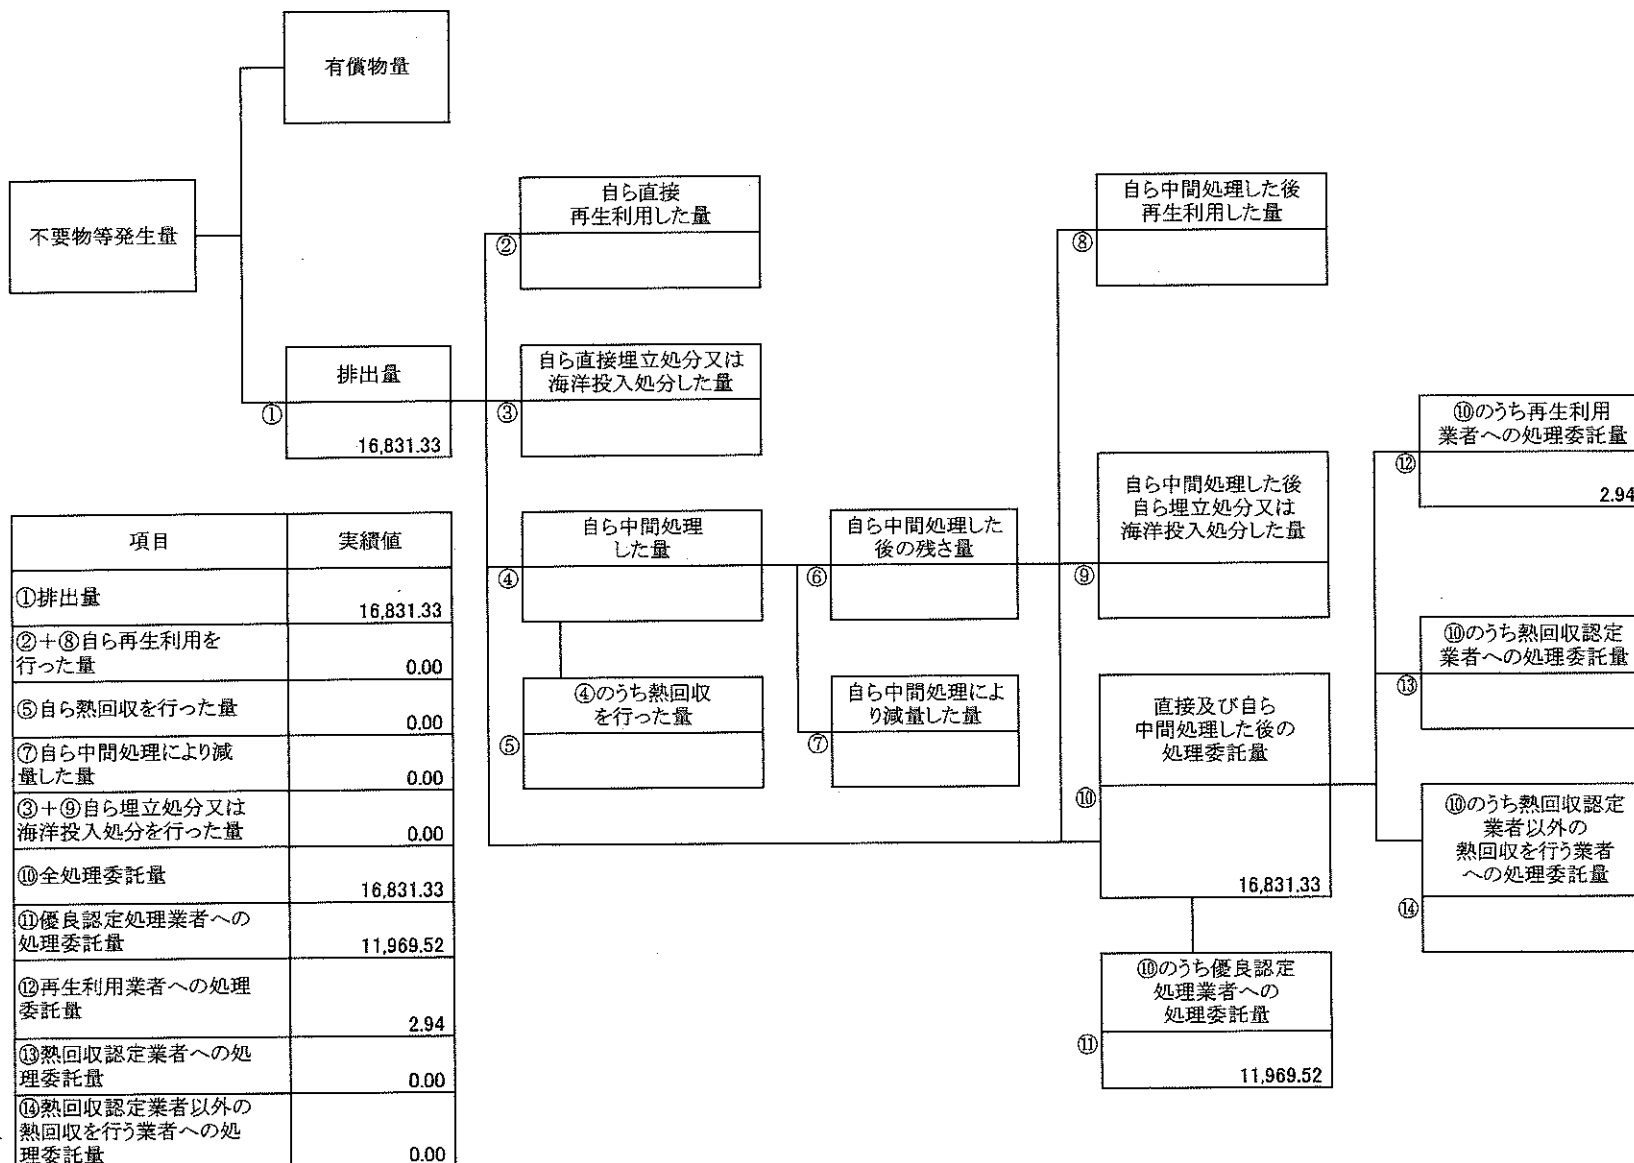 有償物量
不要物等発生量
排出量
①
16,831.33
自ら直接
再生利用した量
②
自ら直接埋立処分又は
海洋投入処分した量
③
自ら中間処理
した量
④
④のうち熱回収
を行った量
⑤
自ら中間処理した
後の残さ量
⑥
自ら中間処理によ
り減量した量
⑦
自ら中間処理した後
再生利用した量
⑧
自ら中間処理した後
自ら埋立処分又は
海洋投入処分した量
⑨
直接及び自ら
中間処理した後の
処理委託量
⑩
16,831.33
⑩のうち優良認定
処理業者への
処理委託量
⑪
11,969.52
⑩のうち再生利用
業者への処理委託量
⑫
2.94
⑩のうち熱回収認定
業者への処理委託量
⑬
⑩のうち熱回収認定
業者以外の
熱回収を行う業者
への処理委託量
⑭
項目 実績値
①排出量
16,831.33
②+⑧自ら再生利用を
行った量 0.00
⑤自ら熱回収を行った量
0.00
⑦自ら中間処理により減
量した量 0.00
③+⑨自ら埋立処分又は
海洋投入処分を行った量 0.00
⑩全処理委託量
16,831.33
⑪優良認定処理業者への
処理委託量 11,969.52
⑫再生利用業者への処理
委託量 2.94
⑬熱回収認定業者への処
理委託量 0.00
⑭熱回収認定業者以外の
熱回収を行う業者への処
理委託量 0.00